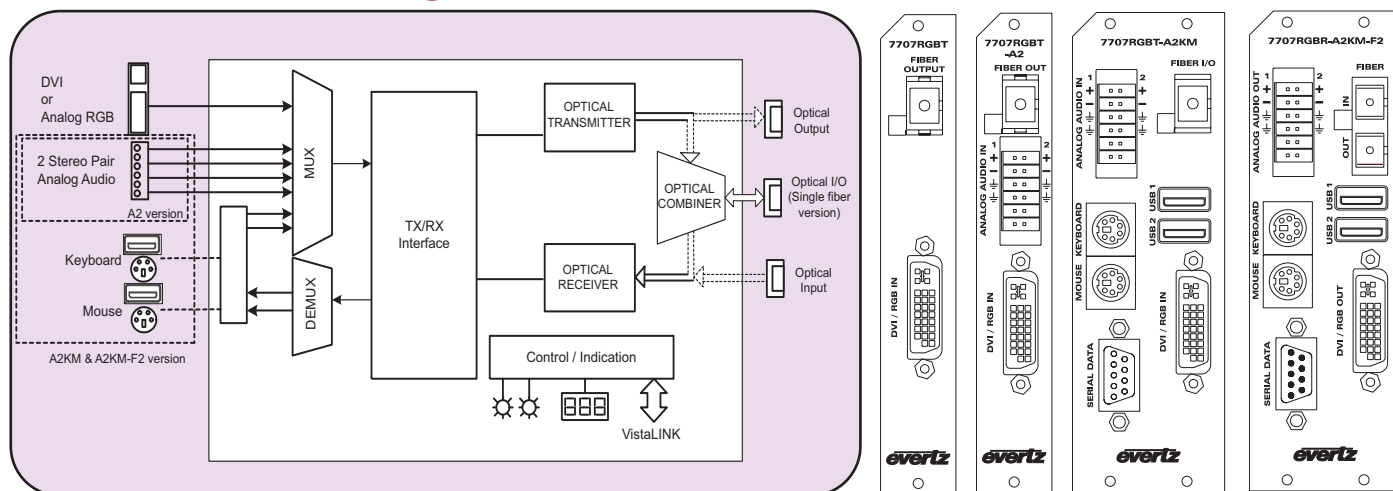 DVI
or
Analog RGB
2 Stereo Pair
Analog Audio
A2 version
Keyboard
Mouse
A2KM & A2KM-F2 version
MUX
DEMUX
TX/RX
Interface
OPTICAL
TRANSMITTER
OPTICAL
COMBINER
OPTICAL
RECEIVER
Control / Indication
VistaLINK
Optical
Output
Optical I/O
(Single fiber
version)
Optical
Input
7707RGBT
FIBER
OUTPUT
DVI / RGB IN
evertz
7707RGBT
-A2
FIBER OUT
ANALOG AUDIO IN
1
2
+
+
-
-
DVI / RGB IN
evertz
7707RGBT-A2KM
ANALOG AUDIO IN
1
2
+
+
-
-
FIBER I/O
USB 1
USB 2
KEYBOARD
MOUSE
SERIAL DATA
DVI / RGB IN
evertz
7707RGBR-A2KM-F2
ANALOG AUDIO OUT
1
2
+
+
-
-
FIBER
IN
OUT
USB 1
USB 2
KEYBOARD
MOUSE
SERIAL DATA
DVI / RGB OUT
evertz